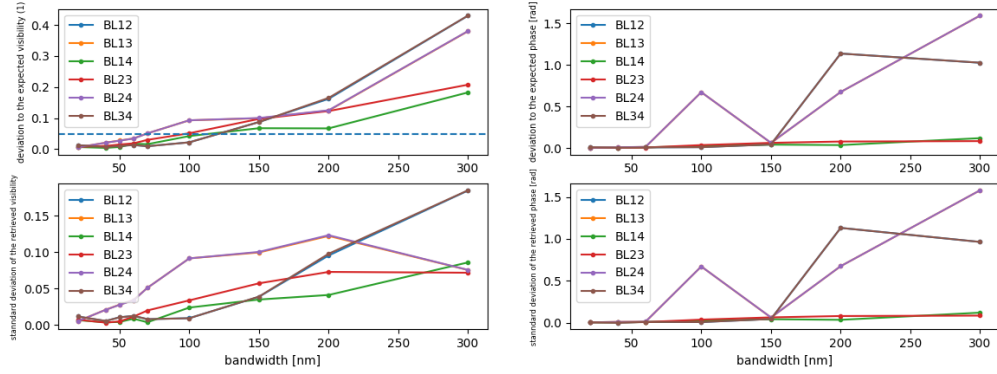 deviation to the expected visibility (1)
0.4
0.3
0.2
0.1
0.0
BL12
BL13
BL14
BL23
BL24
BL34
50
100
150
200
250
300
deviation to the expected phase [rad]
1.5
1.0
0.5
0.0
BL12
BL13
BL14
BL23
BL24
BL34
50
100
150
200
250
300
stanndard deviation of the retrieved visibility
0.15
0.10
0.05
0.00
BL12
BL13
BL14
BL23
BL24
BL34
50
100
150
200
250
300
bandwidth [nm]
stanndard deviation of the retrieved phase [rad]
1.5
1.0
0.5
0.0
BL12
BL13
BL14
BL23
BL24
BL34
50
100
150
200
250
300
bandwidth [nm]